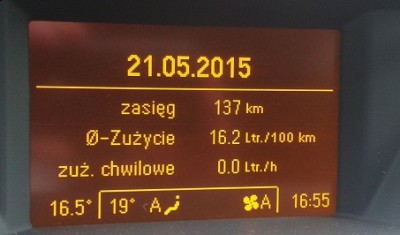 21.05.2015
zasięg 137 km
Ø-Zużycie 16.2 Ltr./100 km
zuż. chwilowe 0.0 Ltr./h
16.5° 19° A A 16:55